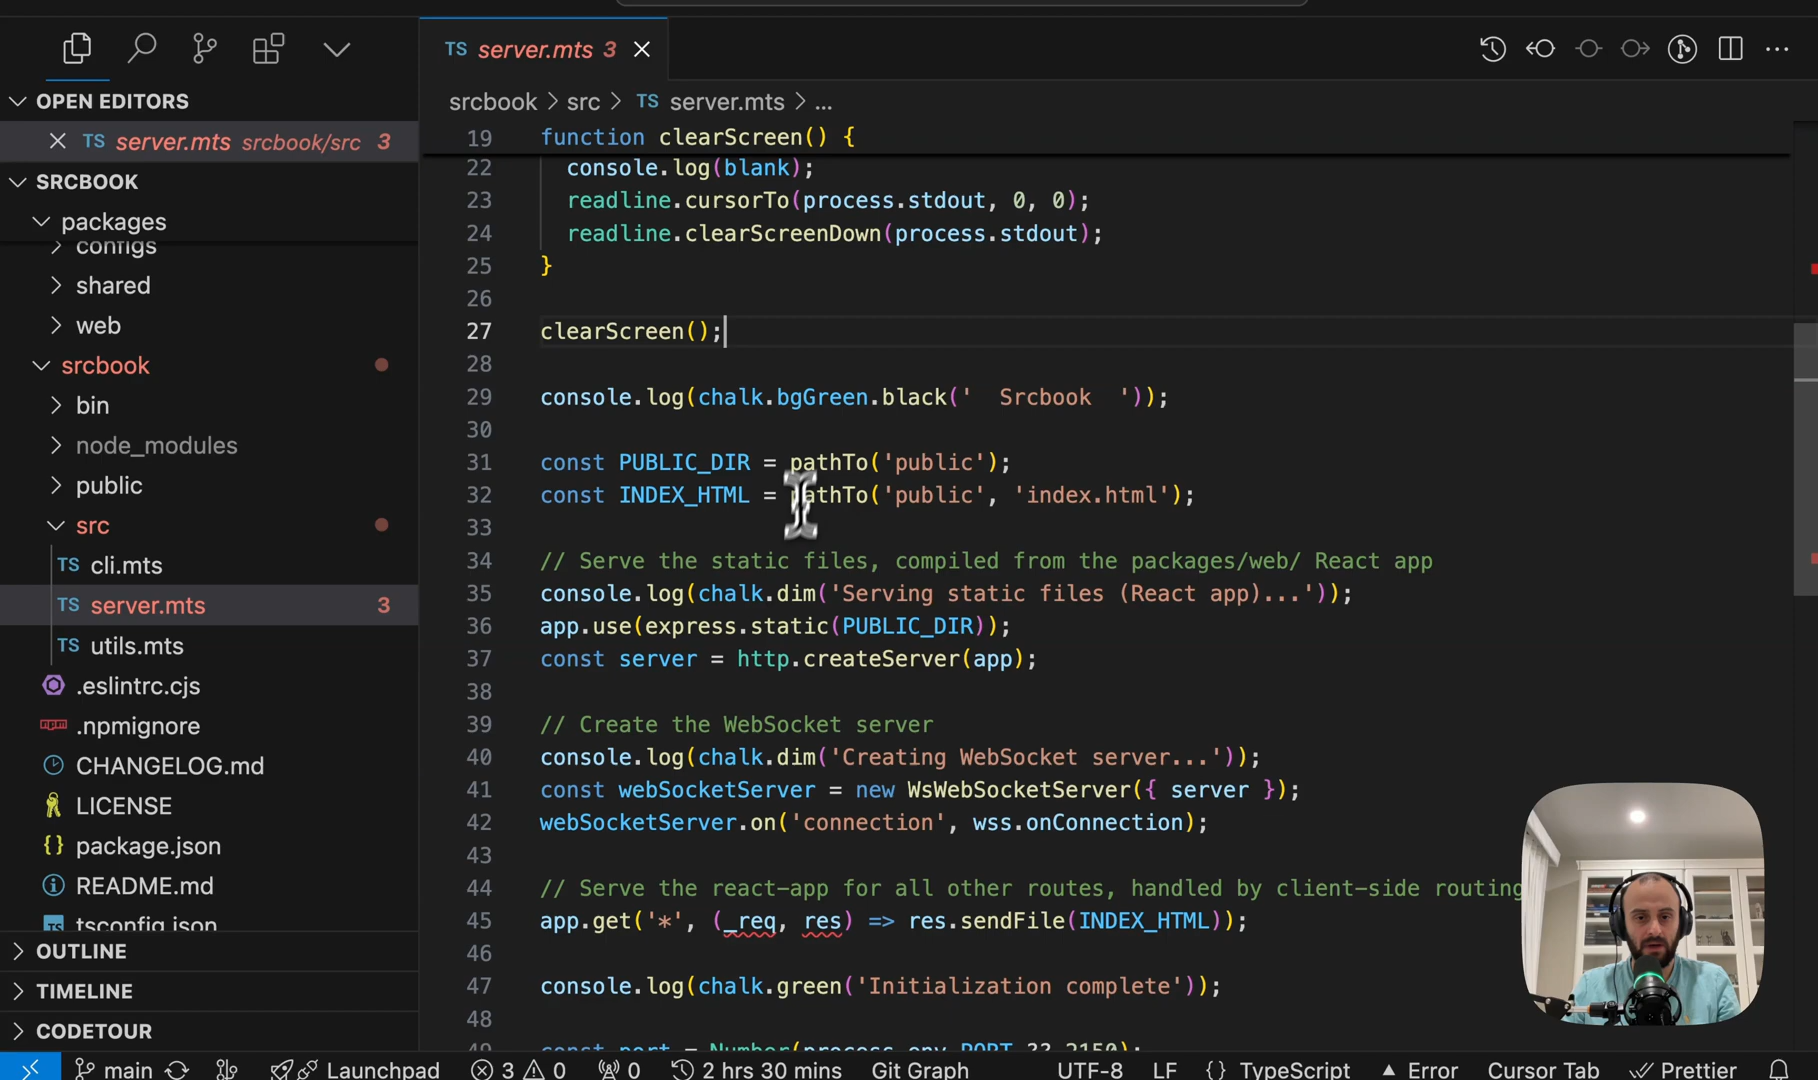 TS server.mts 3
OPEN EDITORS
TS server.mts srcbook/src 3
SRCBOOK
packages
configs
shared
web
srcbook
bin
node_modules
public
src
TS cli.mts
TS server.mts 3
TS utils.mts
.eslintrc.cjs
npm .npmignore
CHANGELOG.md
LICENSE
{} package.json
README.md
TS tsconfig.json
OUTLINE
TIMELINE
CODETOUR
srcbook > src > TS server.mts > ...
19 function clearScreen() {
22 console.log(blank);
23 readline.cursorTo(process.stdout, 0, 0);
24 readline.clearScreenDown(process.stdout);
25 }
26
27 clearScreen();
28
29 console.log(chalk.bgGreen.black('  Srcbook  '));
30
31 const PUBLIC_DIR = pathTo('public');
32 const INDEX_HTML = pathTo('public', 'index.html');
33
34 // Serve the static files, compiled from the packages/web/ React app
35 console.log(chalk.dim('Serving static files (React app)...'));
36 app.use(express.static(PUBLIC_DIR));
37 const server = http.createServer(app);
38
39 // Create the WebSocket server
40 console.log(chalk.dim('Creating WebSocket server...'));
41 const webSocketServer = new WsWebSocketServer({ server });
42 webSocketServer.on('connection', wss.onConnection);
43
44 // Serve the react-app for all other routes, handled by client-side routing
45 app.get('*', (_req, res) => res.sendFile(INDEX_HTML));
46
47 console.log(chalk.green('Initialization complete'));
48
49 const port = Number(process.env.PORT ?? 2150);
main Launchpad 3 0 0 2 hrs 30 mins Git Graph UTF-8 LF {} TypeScript Error Cursor Tab Prettier